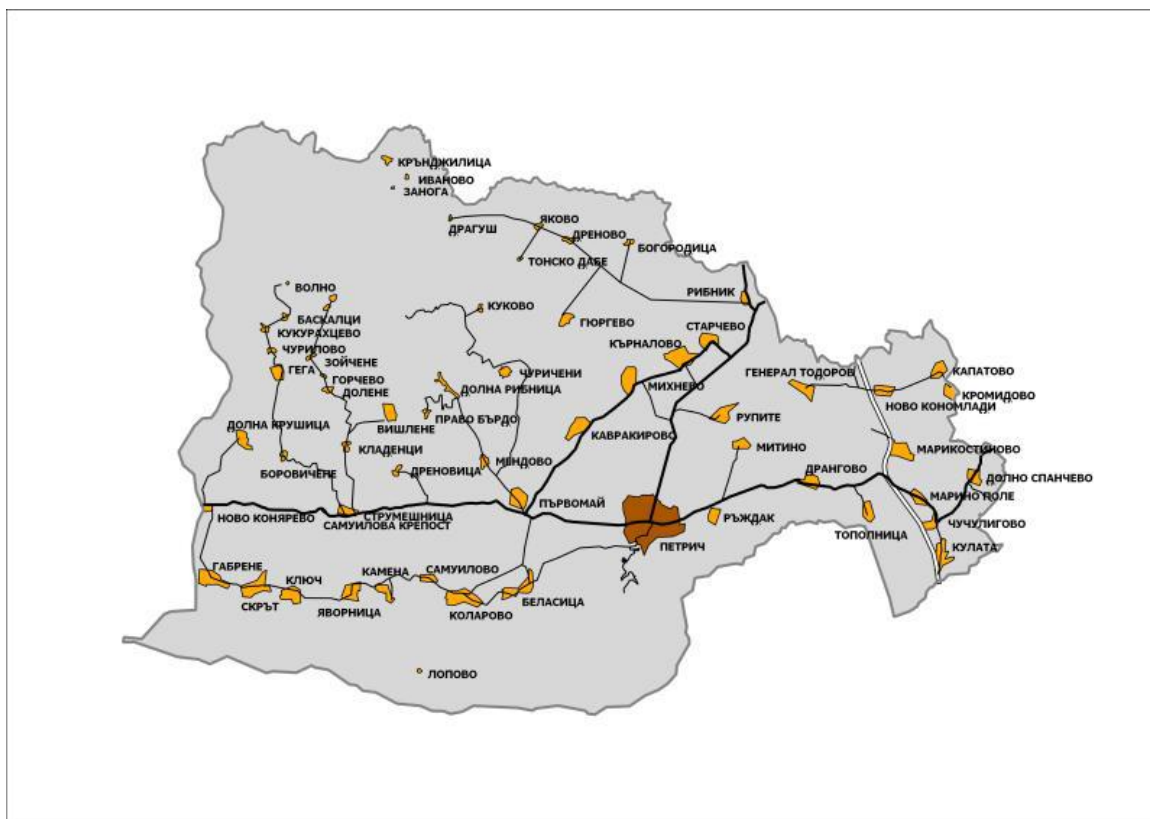 КРЪНДЖИЛИЦА
ИВАНОВО
ЗАНОГА
ЯКОВО
ДРАГУШ
ДРЕНОВО
БОГОРОДИЦА
ТОНСКО ДАБЕ
ВОЛНО
РИБНИК
КУКОВО
БАСКАЛЦИ
ГЮРГЕВО
КУКУРАХЦЕВО
СТАРЧЕВО
КЪРНАЛОВО
ЧУРИЛОВО
ЗОЙЧЕНЕ
ГЕГА
ЧУРИЧЕНИ
ГЕНЕРАЛ ТОДОРОВ
КАПАТОВО
ГОРЧЕВО
ДОЛЕНЕ
ДОЛНА РИБНИЦА
МИХНЕВО
НОВО КОНОМЛАДИ
КРОМИДОВО
ДОЛНА КРУШИЦА
ВИШЛЕНЕ
ПРАВО БЪРДО
РУПИТЕ
КАВРАКИРОВО
КЛАДЕНЦИ
МИТИНО
МАРИКОСТИНОВО
БОРОВИЧЕНЕ
ДРЕНОВИЦА
МЕНДОВО
ДРАНГОВО
ДОЛНО СПАНЧЕВО
МАРИНО ПОЛЕ
ПЪРВОМАЙ
НОВО КОНЯРЕВО
СТРУМЕШНИЦА
САМУИЛОВА КРЕПОСТ
РЪЖДАК
ЧУЧУЛИГОВО
ТОПОЛНИЦА
ПЕТРИЧ
КУЛАТА
ГАБРЕНЕ
КЛЮЧ
КАМЕНА
САМУИЛОВО
СКРЪТ
ЯВОРНИЦА
КОЛАРОВО
БЕЛАСИЦА
ЛОПОВО